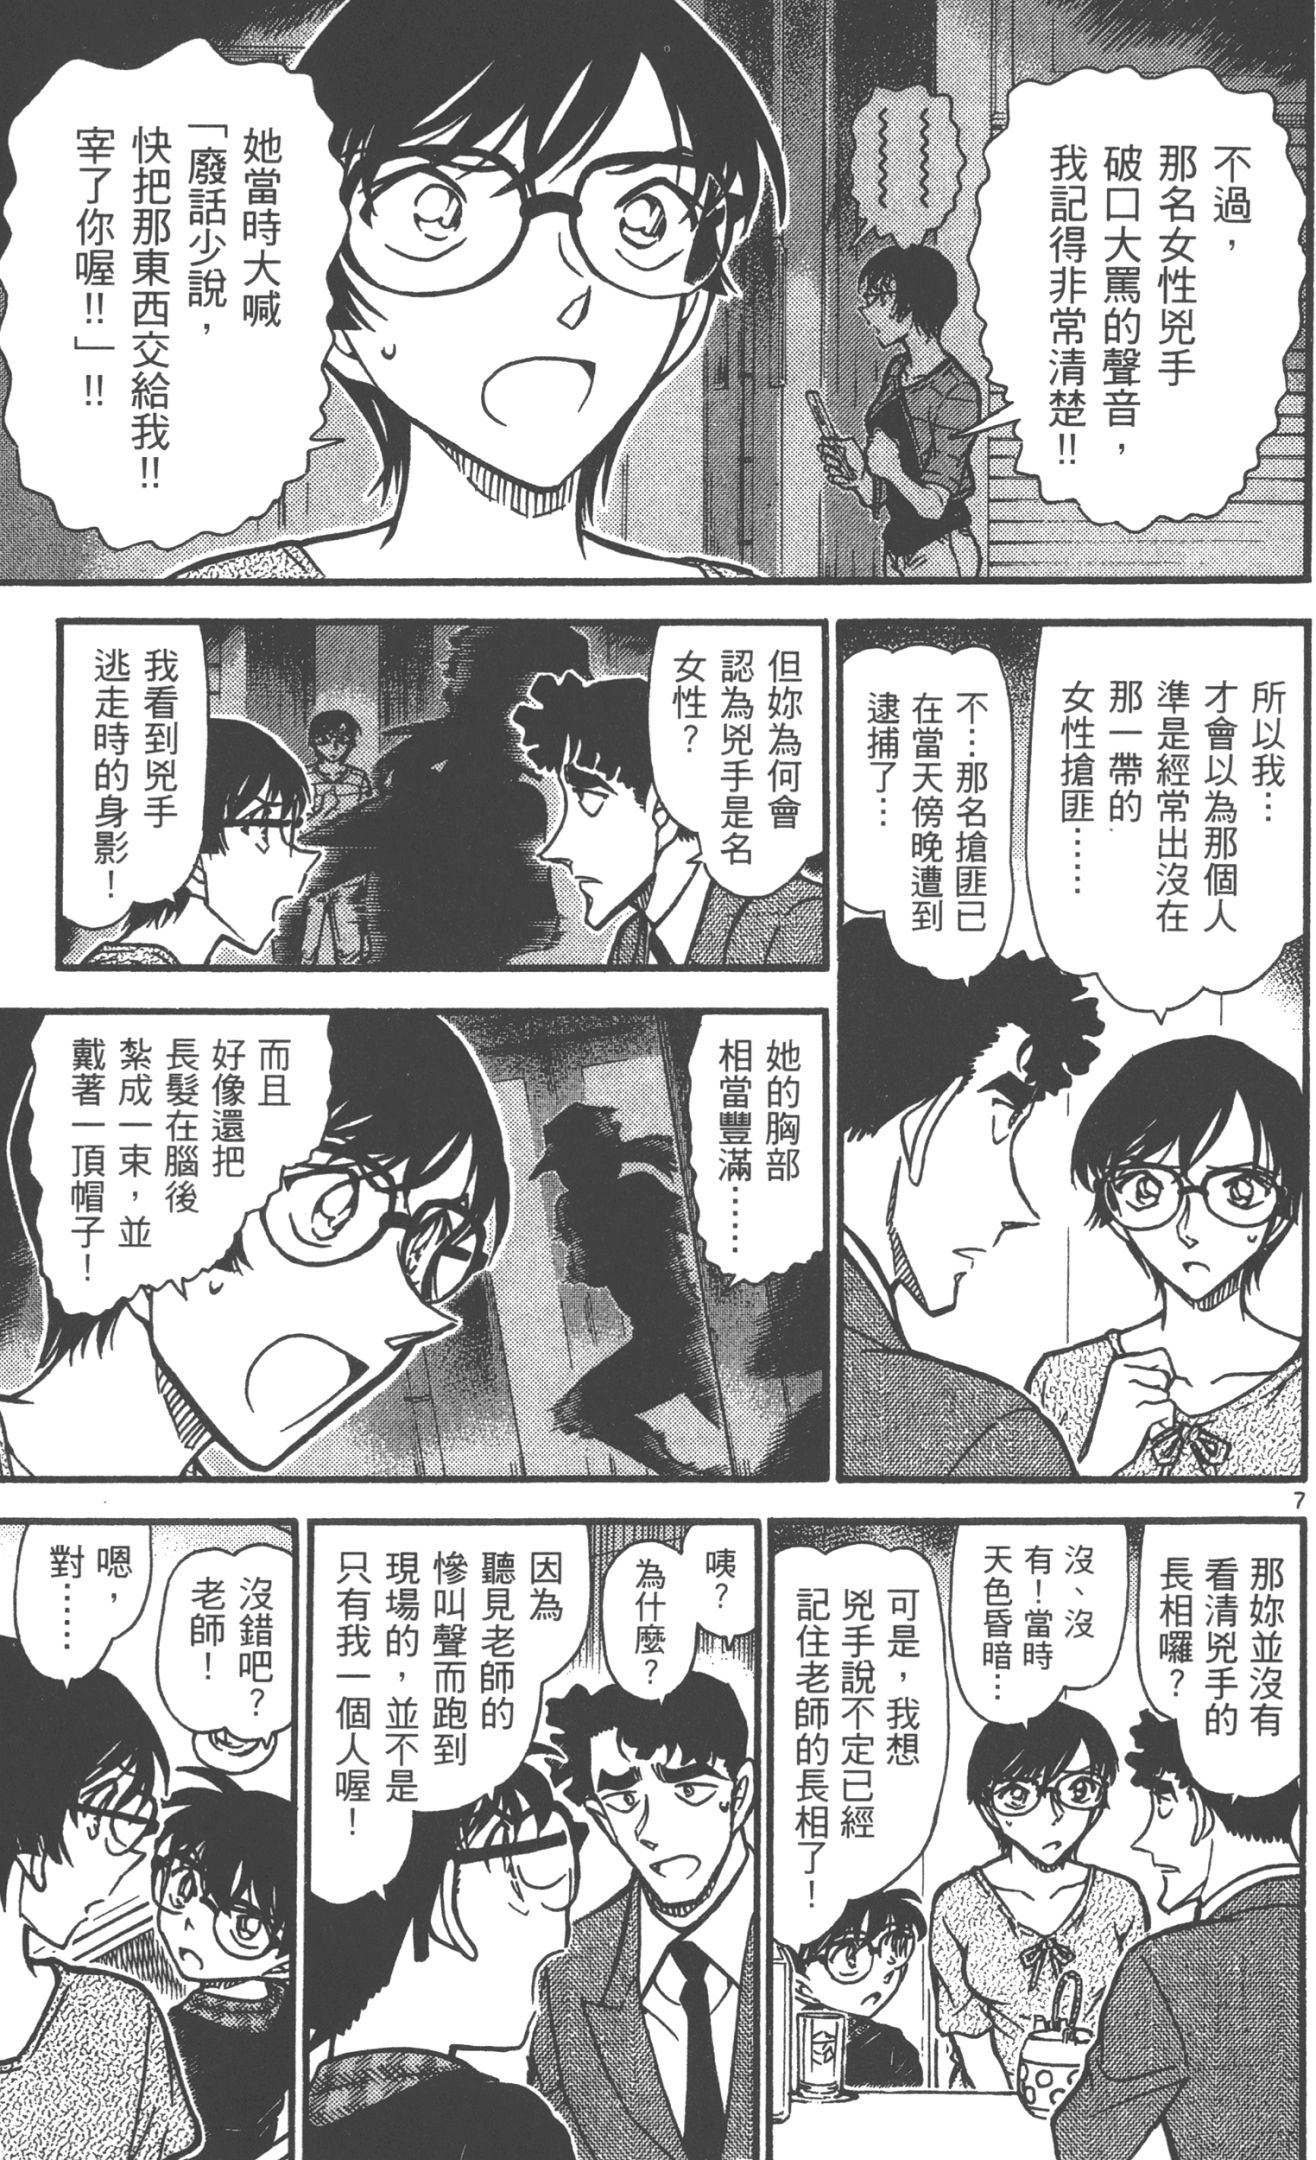 不過，
那名女性兇手
破口大罵的聲音，
我記得非常清楚!!
她當時大喊
「廢話少說，
快把那東西交給我!!
宰了你喔!!」!!
所以我…
才會以為那個人
準是經常出沒在
那一帶的
女性搶匪……
不…那名搶匪已
在當天傍晚遭到
逮捕了…
但妳為何會
認為兇手是名
女性？
我看到兇手
逃走時的身影！
她的胸部
相當豐滿……
而且
好像還把
長髮在腦後
紮成一束，並
戴著一頂帽子！
7
那妳並沒有
看清兇手的
長相囉？
沒、沒
有！當時
天色昏暗…
可是，我想
兇手說不定已經
記住老師的長相了！
咦？
為什麼？
因為
聽見老師的
慘叫聲而跑到
現場的，並不是
只有我一個人喔！
沒錯吧？
老師！
嗯，
對……